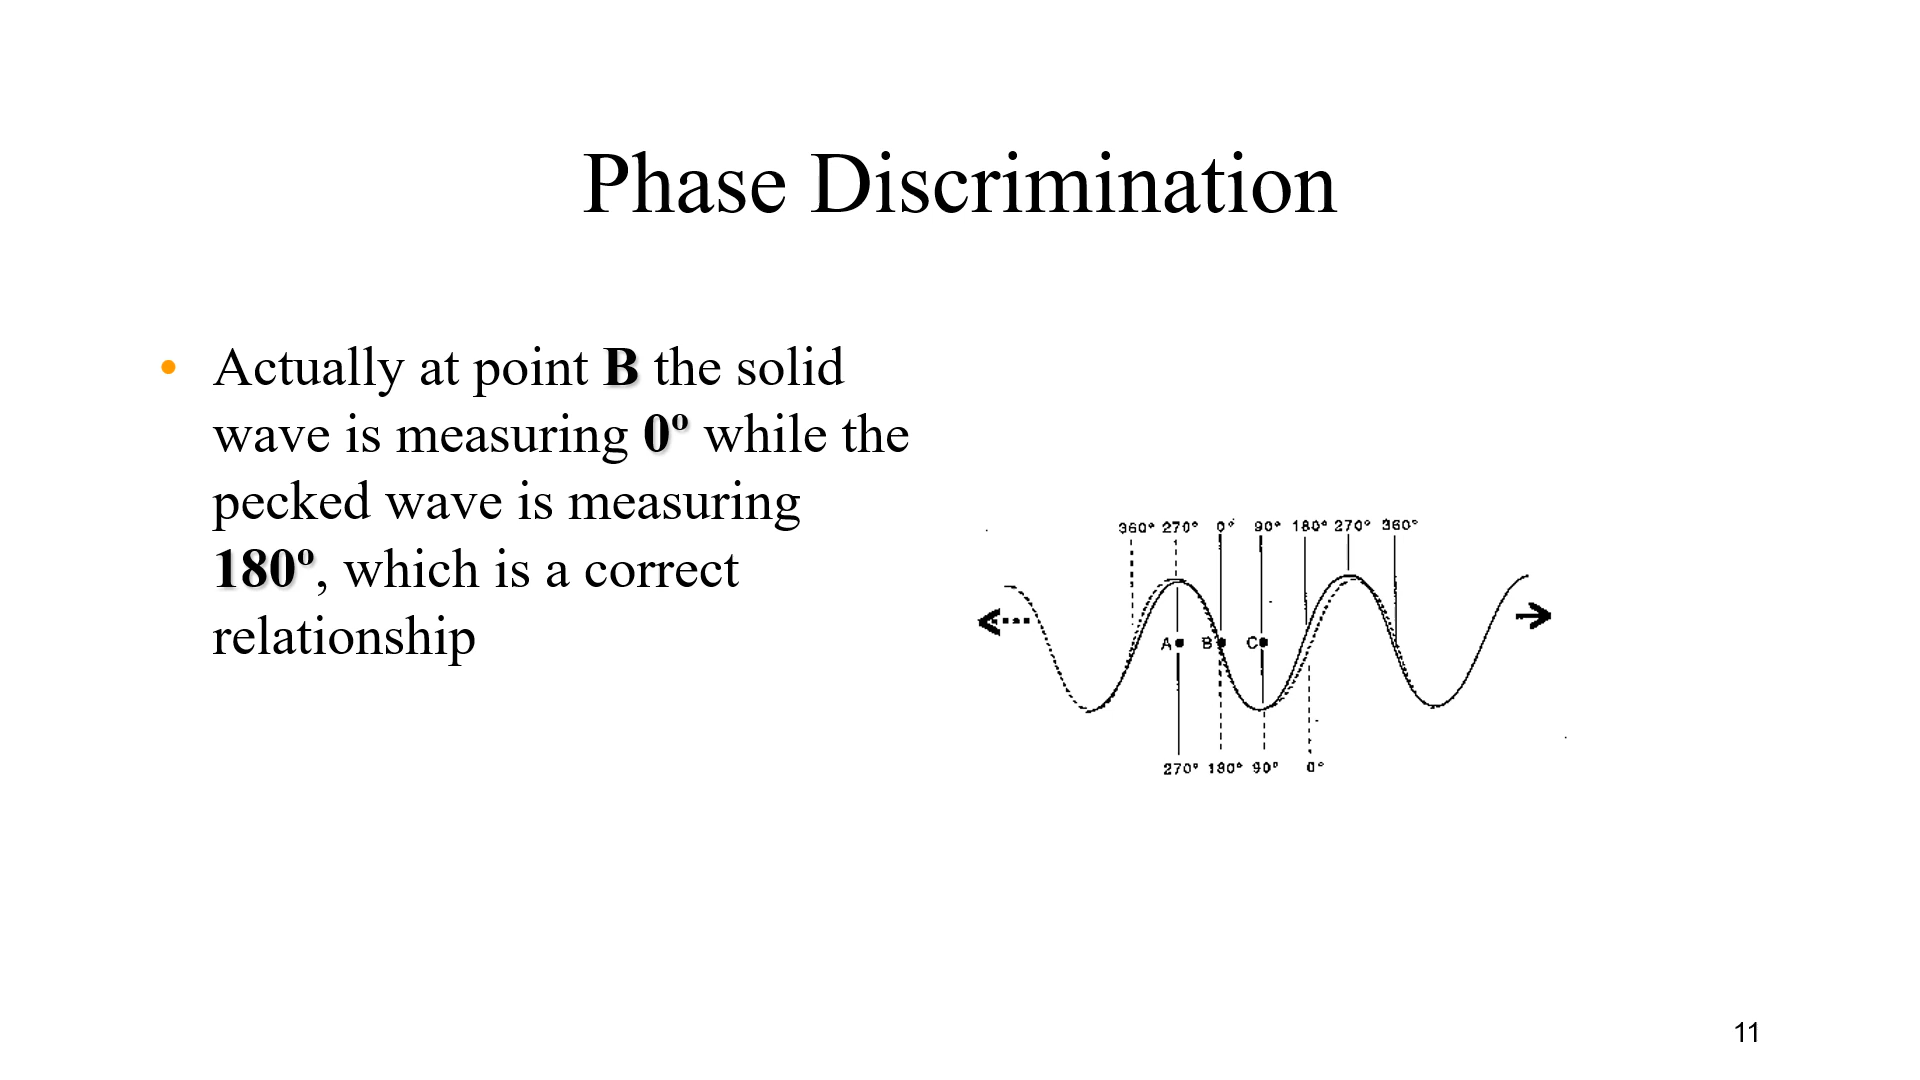 Phase Discrimination
• Actually at point B the solid
wave is measuring 0º while the
pecked wave is measuring
180º, which is a correct
relationship
360° 270° 0° 90° 180° 270° 360°
A B C
270° 180° 90° 0°
11